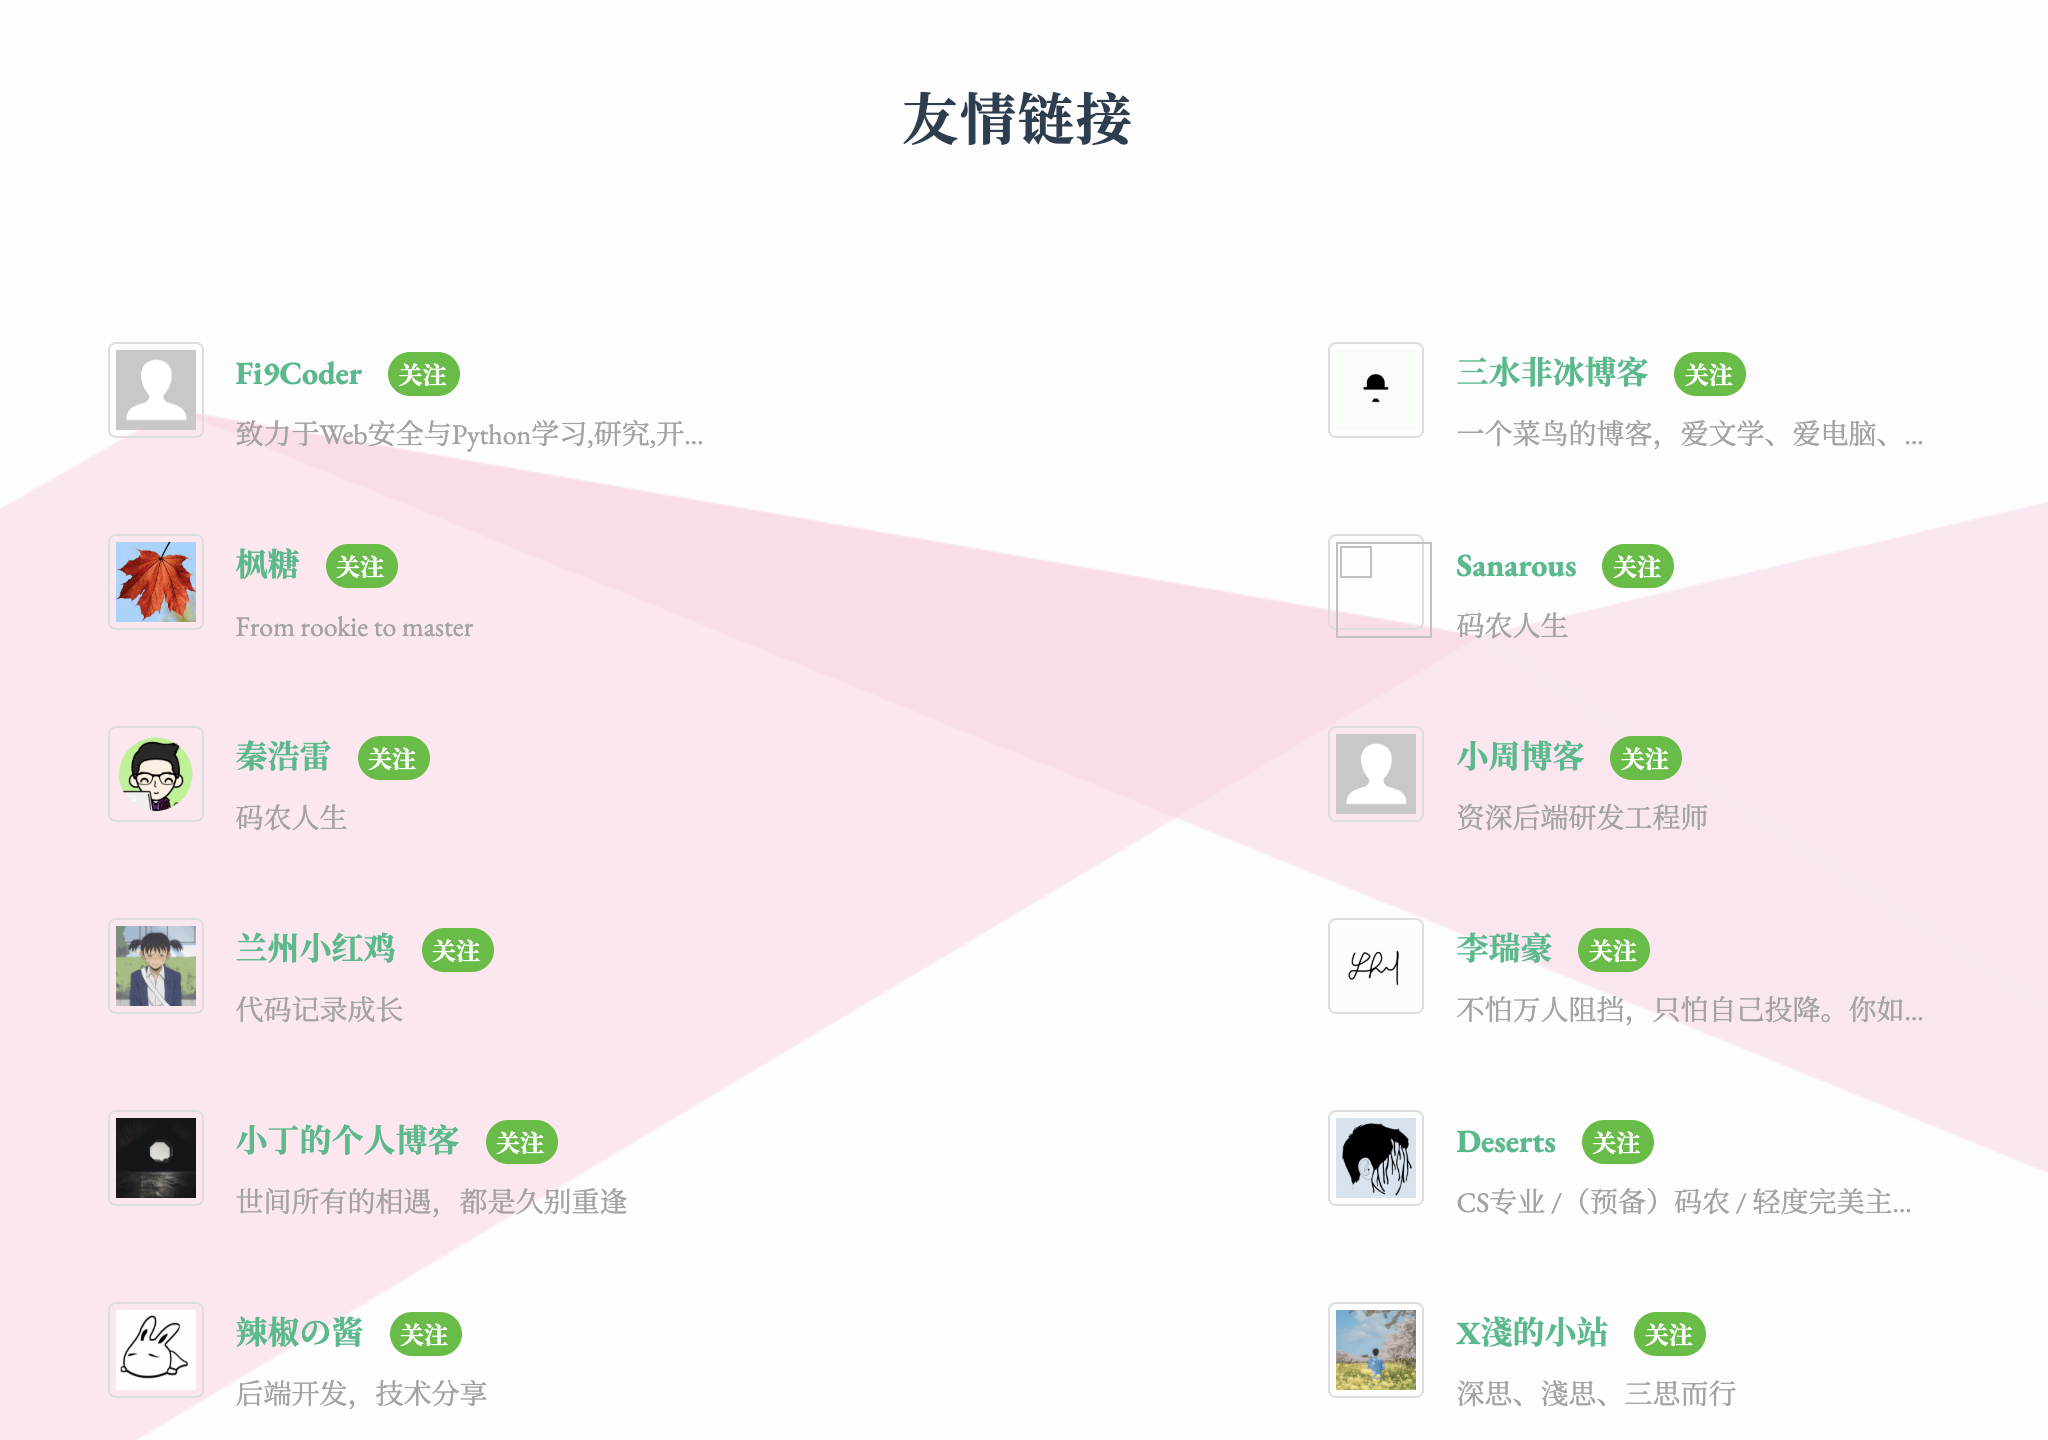 友情链接
Fi9Coder 关注
致力于Web安全与Python学习,研究,开...
三水非冰博客 关注
一个菜鸟的博客，爱文学、爱电脑、...
枫糖 关注
From rookie to master
Sanarous 关注
码农人生
秦浩雷 关注
码农人生
小周博客 关注
资深后端研发工程师
兰州小红鸡 关注
代码记录成长
李瑞豪 关注
不怕万人阻挡，只怕自己投降。你如...
小丁的个人博客 关注
世间所有的相遇，都是久别重逢
Deserts 关注
CS专业 /（预备）码农 / 轻度完美主...
辣椒の酱 关注
后端开发，技术分享
X淺的小站 关注
深思、淺思、三思而行